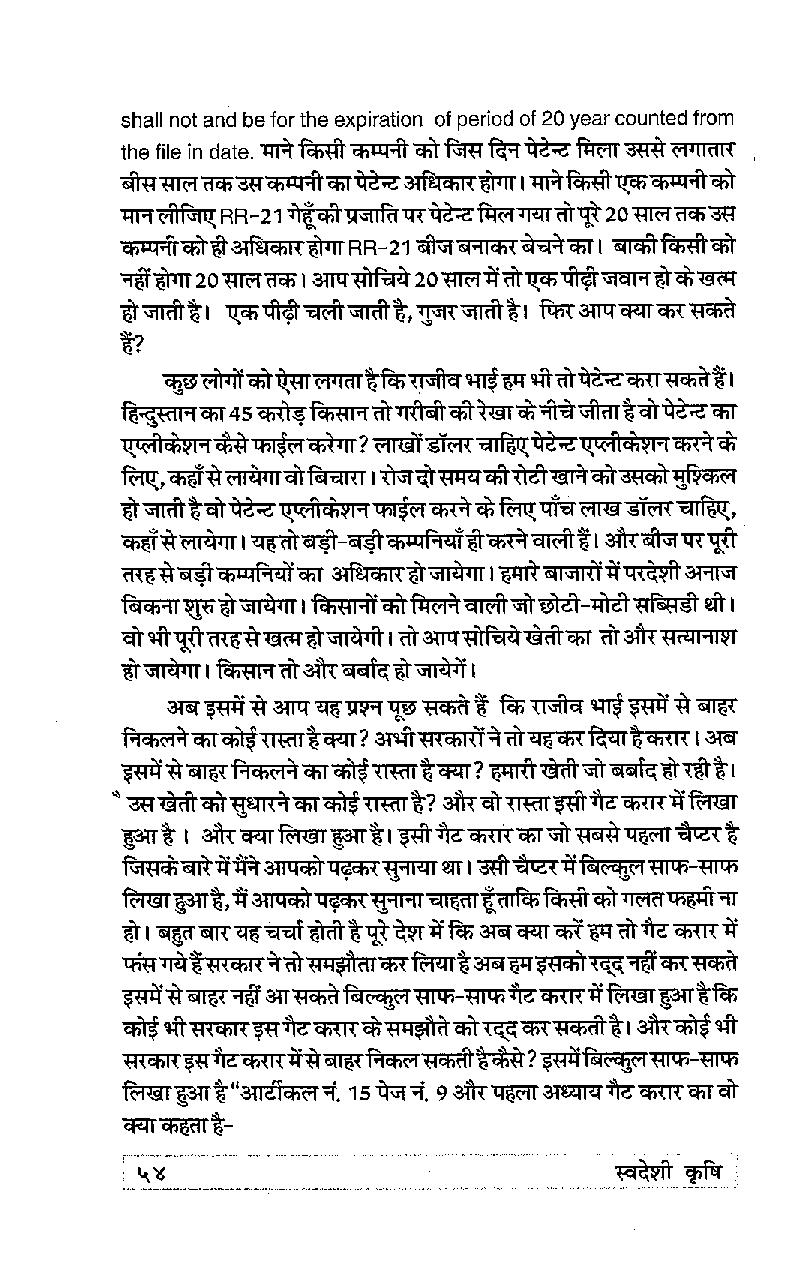 shall not and be for the expiration of period of 20 year counted from
the file in date. माने किसी कम्पनी को जिस दिन पेटेन्ट मिला उससे लगातार
बीस साल तक उस कम्पनी का पेटेन्ट अधिकार होगा। माने किसी एक कम्पनी को
मान लीजिए RR-21 गेहूँ की प्रजाति पर पेटेन्ट मिल गया तो पूरे 20 साल तक उस
कम्पनी को ही अधिकार होगा RR-21 बीज बनाकर बेचने का। बाकी किसी को
नहीं होगा 20 साल तक। आप सोचिये 20 साल में तो एक पीढ़ी जवान हो के खत्म
हो जाती है। एक पीढ़ी चली जाती है, गुजर जाती है। फिर आप क्या कर सकते
हैं?
कुछ लोगों को ऐसा लगता है कि राजीव भाई हम भी तो पेटेन्ट करा सकते हैं।
हिन्दुस्तान का 45 करोड़ किसान तो गरीबी की रेखा के नीचे जीता है वो पेटेन्ट का
एप्लीकेशन कैसे फाईल करेगा? लाखों डॉलर चाहिए पेटेन्ट एप्लीकेशन करने के
लिए, कहाँ से लायेगा वो बिचारा। रोज दो समय की रोटी खाने को उसको मुश्किल
हो जाती है वो पेटेन्ट एप्लीकेशन फाईल करने के लिए पाँच लाख डॉलर चाहिए,
कहाँ से लायेगा। यह तो बड़ी-बड़ी कम्पनियाँ ही करने वाली हैं। और बीज पर पूरी
तरह से बड़ी कम्पनियों का अधिकार हो जायेगा। हमारे बाजारों में परदेशी अनाज
बिकना शुरु हो जायेगा। किसानों को मिलने वाली जो छोटी-मोटी सब्सिडी थी।
वो भी पूरी तरह से खत्म हो जायेगी। तो आप सोचिये खेती का तो और सत्यानाश
हो जायेगा। किसान तो और बर्बाद हो जायेगें।
अब इसमें से आप यह प्रश्न पूछ सकते हैं कि राजीव भाई इसमें से बाहर
निकलने का कोई रास्ता है क्या? अभी सरकारों ने तो यह कर दिया है करार। अब
इसमें से बाहर निकलने का कोई रास्ता है क्या? हमारी खेती जो बर्बाद हो रही है।
उस खेती को सुधारने का कोई रास्ता है? और वो रास्ता इसी गैट करार में लिखा
हुआ है । और क्या लिखा हुआ है। इसी गैट करार का जो सबसे पहला चैप्टर है
जिसके बारे में मैंने आपको पढ़कर सुनाया था। उसी चैप्टर में बिल्कुल साफ-साफ
लिखा हुआ है, मैं आपको पढ़कर सुनाना चाहता हूँ ताकि किसी को गलत फहमी ना
हो। बहुत बार यह चर्चा होती है पूरे देश में कि अब क्या करें हम तो गैट करार में
फंस गये हैं सरकार ने तो समझौता कर लिया है अब हम इसको रद्द नहीं कर सकते
इसमें से बाहर नहीं आ सकते बिल्कुल साफ-साफ गैट करार में लिखा हुआ है कि
कोई भी सरकार इस गैट करार के समझौते को रद्द कर सकती है। और कोई भी
सरकार इस गैट करार में से बाहर निकल सकती है कैसे? इसमें बिल्कुल साफ-साफ
लिखा हुआ है "आर्टीकल नं. 15 पेज नं. 9 और पहला अध्याय गैट करार का वो
क्या कहता है-
५४ स्वदेशी कृषि